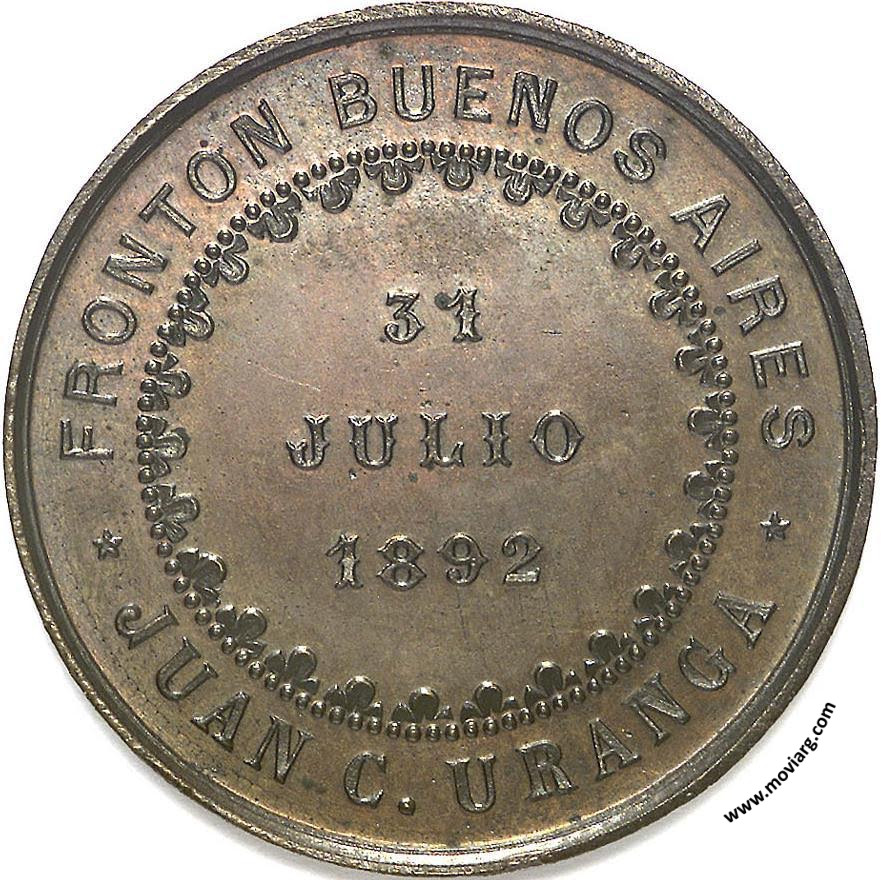 FRONTON BUENOS AIRES
31
JULIO
1892
JUAN C. URANGA
www.moviarg.com